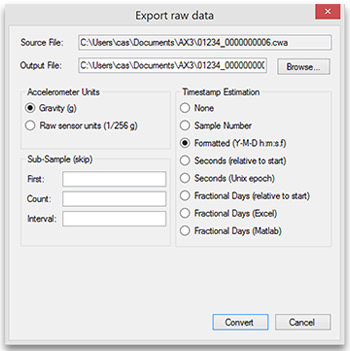 Export raw data
Source File: C:\Users\cas\Documents\AX3\01234_0000000006.cwa
Output File: C:\Users\cas\Documents\AX3\01234_000000000 Browse...
Accelerometer Units
Gravity (g)
Raw sensor units (1/256 g)
Sub-Sample (skip)
First:
Count:
Interval:
Timestamp Estimation
None
Sample Number
Formatted (Y-M-D h:m:s.f)
Seconds (relative to start)
Seconds (Unix epoch)
Fractional Days (relative to start)
Fractional Days (Excel)
Fractional Days (Matlab)
Convert Cancel